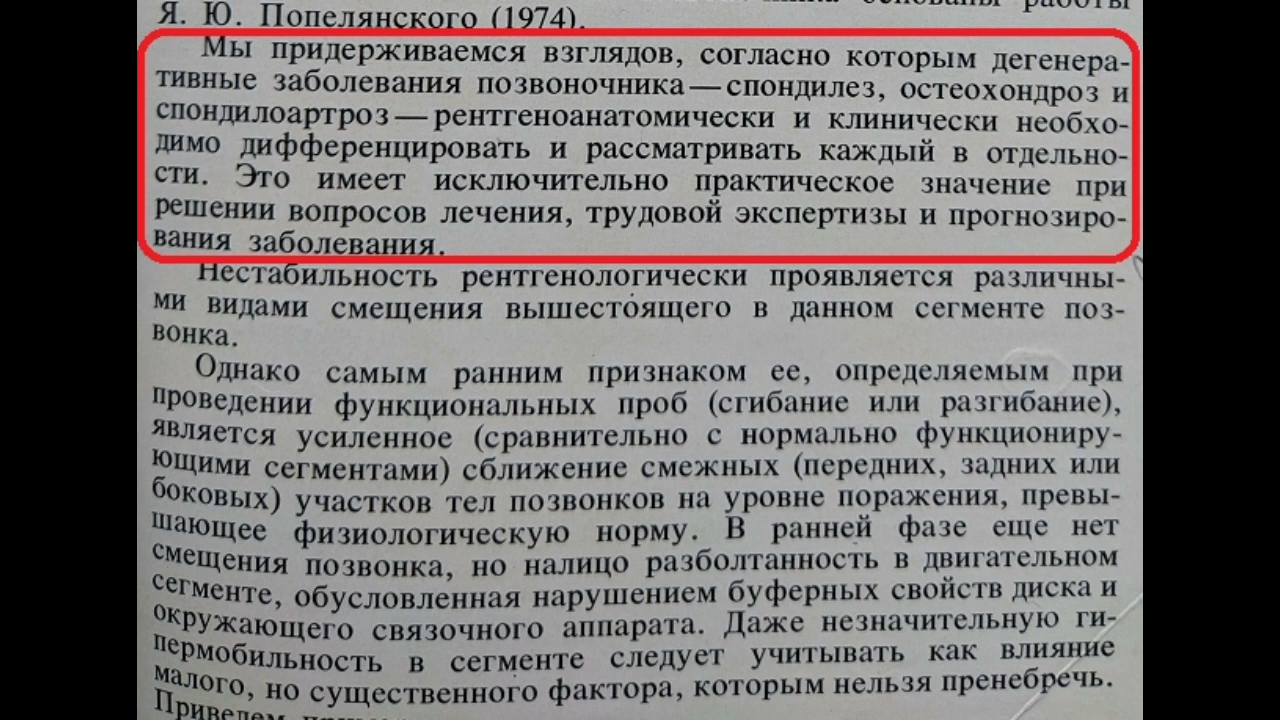 основаны работы
Я. Ю. Попелянского (1974).
Мы придерживаемся взглядов, согласно которым дегенера-
тивные заболевания позвоночника — спондилез, остеохондроз и
спондилоартроз — рентгеноанатомически и клинически необхо-
димо дифференцировать и рассматривать каждый в отдельно-
сти. Это имеет исключительно практическое значение при
решении вопросов лечения, трудовой экспертизы и прогнозиро-
вания заболевания.
Нестабильность рентгенологически проявляется различны-
ми видами смещения вышестоящего в данном сегменте поз-
вонка.
Однако самым ранним признаком ее, определяемым при
проведении функциональных проб (сгибание или разгибание),
является усиленное (сравнительно с нормально функциониру-
ющими сегментами) сближение смежных (передних, задних или
боковых) участков тел позвонков на уровне поражения, превы-
шающее физиологическую норму. В ранней фазе еще нет
смещения позвонка, но налицо разболтанность в двигательном
сегменте, обусловленная нарушением буферных свойств диска и
окружающего связочного аппарата. Даже незначительную ги-
пермобильность в сегменте следует учитывать как влияние
малого, но существенного фактора, которым нельзя пренебречь.
Приведем